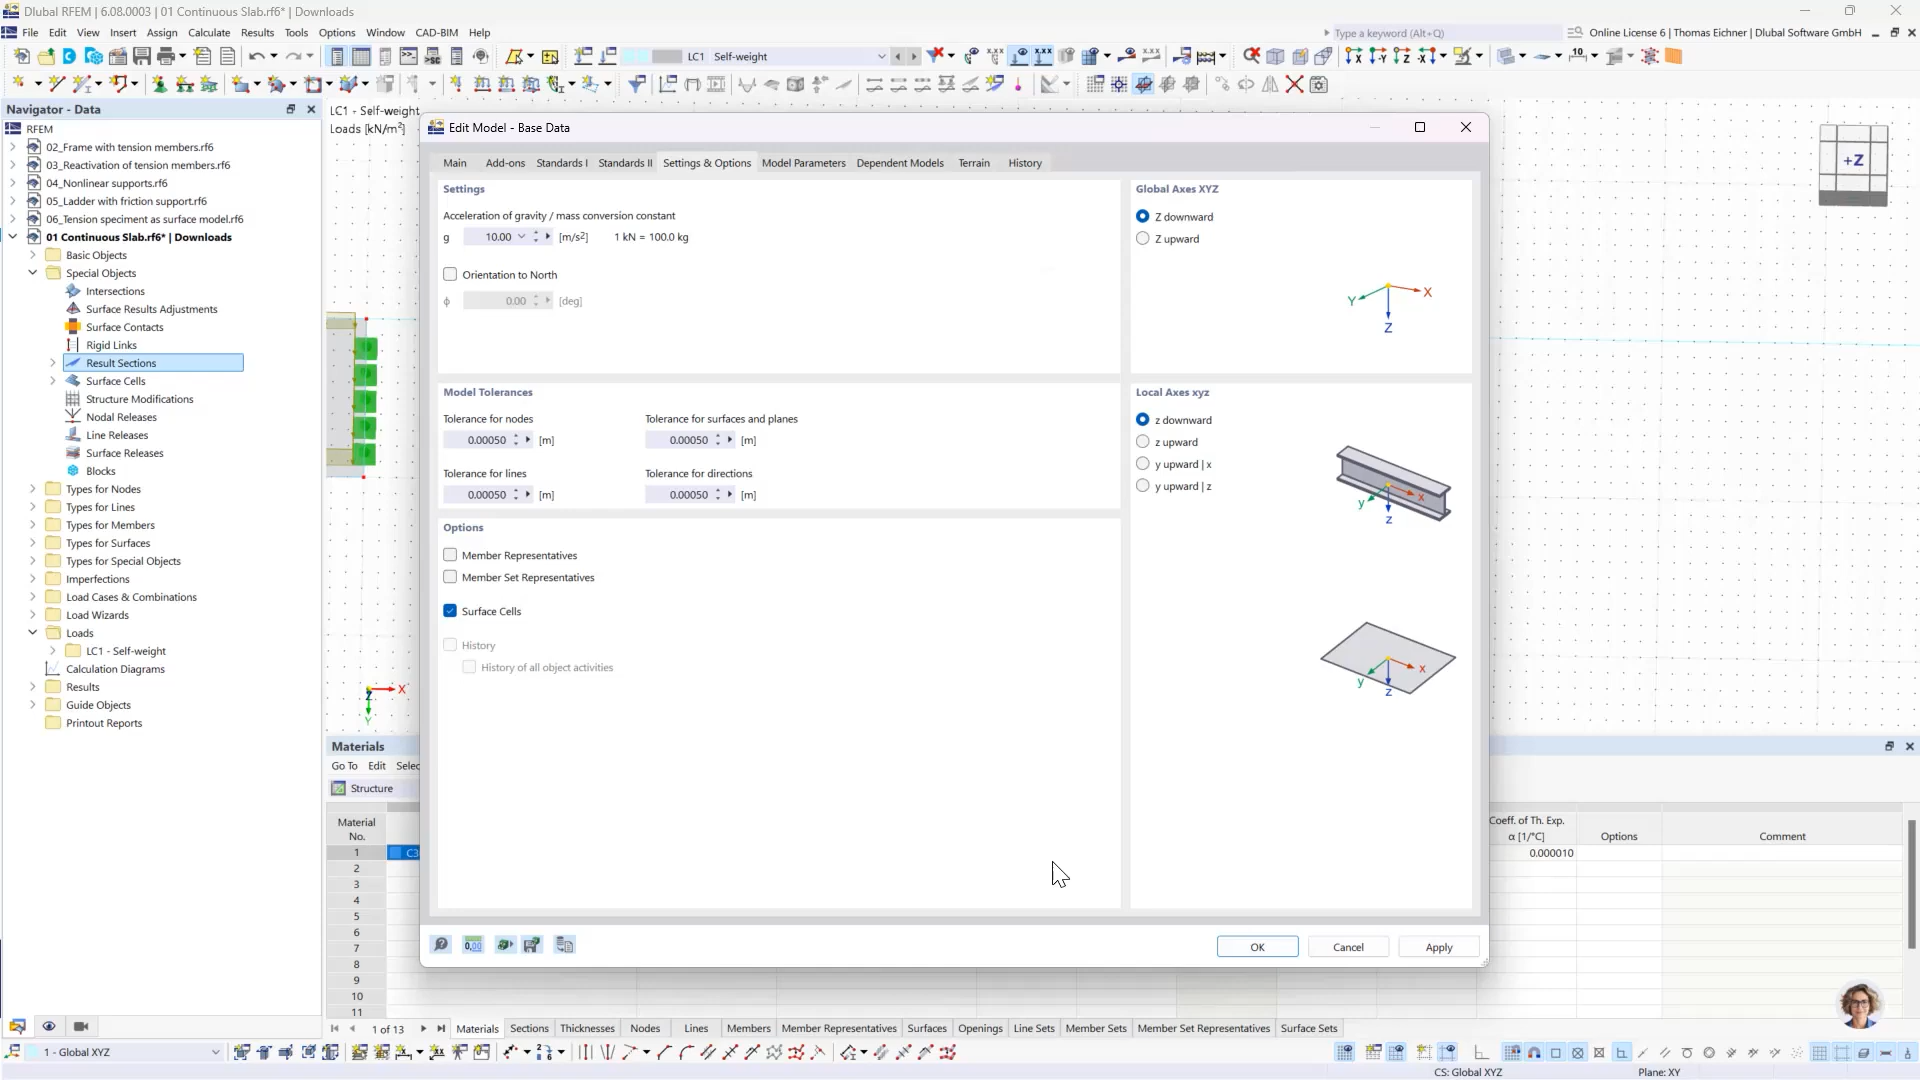 Dlubal RFEM | 6.08.0003 | 01 Continuous Slab.rf6* | Downloads
File Edit View Insert Assign Calculate Results Tools Options Window CAD-BIM Help
Type a keyword (Alt+Q)
Online License 6 | Thomas Eichner | Dlubal Software GmbH
LC1 Self-weight
Navigator - Data
RFEM
02_Frame with tension members.rf6
03_Reactivation of tension members.rf6
04_Nonlinear supports.rf6
05_Ladder with friction support.rf6
06_Tension speciment as surface model.rf6
01 Continuous Slab.rf6* | Downloads
Basic Objects
Special Objects
Intersections
Surface Results Adjustments
Surface Contacts
Rigid Links
Result Sections
Surface Cells
Structure Modifications
Nodal Releases
Line Releases
Surface Releases
Blocks
Types for Nodes
Types for Lines
Types for Members
Types for Surfaces
Types for Special Objects
Imperfections
Load Cases & Combinations
Load Wizards
Loads
LC1 - Self-weight
Calculation Diagrams
Results
Guide Objects
Printout Reports
LC1 - Self-weight
Loads [kN/m²]
X
Z
Y
+Z
Edit Model - Base Data
Main Add-ons Standards I Standards II Settings & Options Model Parameters Dependent Models Terrain History
Settings
Acceleration of gravity / mass conversion constant
g 10.00 [m/s²] 1 kN = 100.0 kg
Orientation to North
ϕ 0.00 [deg]
Model Tolerances
Tolerance for nodes Tolerance for surfaces and planes
0.00050 [m] 0.00050 [m]
Tolerance for lines Tolerance for directions
0.00050 [m] 0.00050 [m]
Options
Member Representatives
Member Set Representatives
Surface Cells
History
History of all object activities
Global Axes XYZ
Z downward
Z upward
Y X
Z
Local Axes xyz
z downward
z upward
y upward | x
y upward | z
y x
z
y x
z
OK Cancel Apply
Materials
Go To Edit Selec
Structure
Material
No.
Coeff. of Th. Exp.
α [1/°C] Options Comment
1 C3 0.000010
2
3
4
5
6
7
8
9
10
11
1 of 13 Materials Sections Thicknesses Nodes Lines Members Member Representatives Surfaces Openings Line Sets Member Sets Member Set Representatives Surface Sets
1 - Global XYZ
CS: Global XYZ Plane: XY